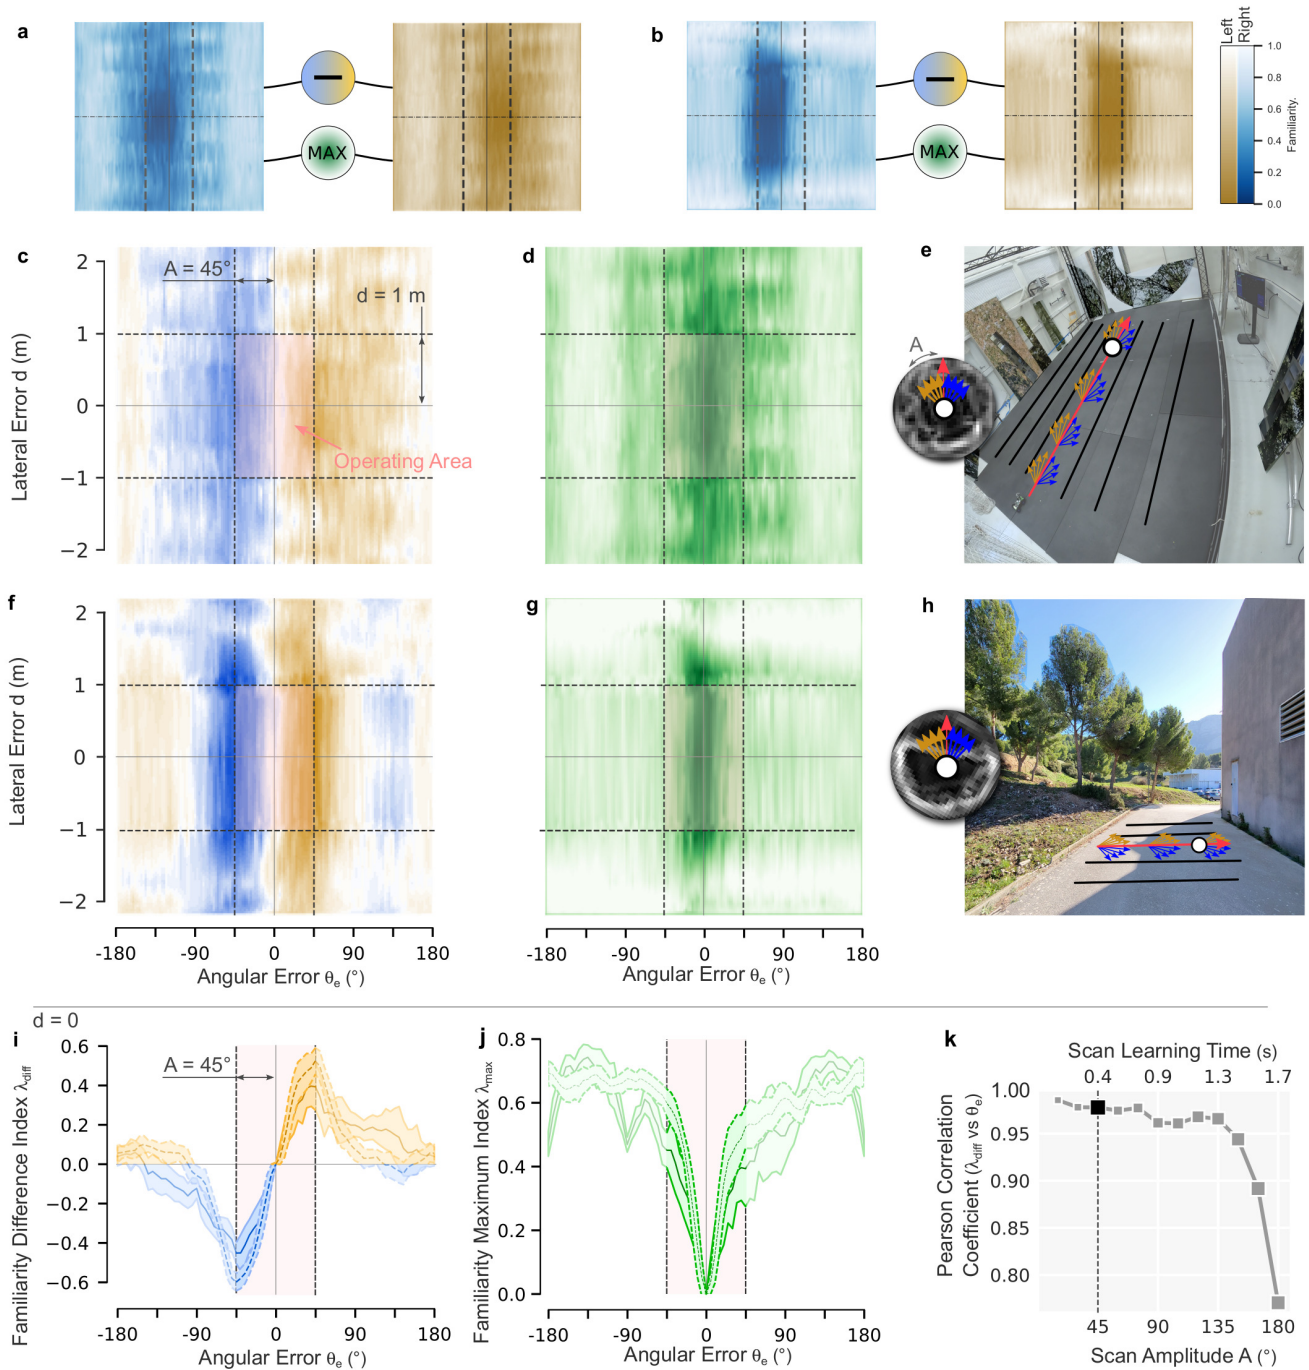 a
MAX
b
MAX
Left
Right
1.0
0.8
0.6
0.4
0.2
0.0
Familiarity.
c
A = 45°
d = 1 m
Operating Area
Lateral Error d (m)
2
1
0
−1
−2
d
e
A
f
Lateral Error d (m)
2
1
0
−1
−2
-180
-90
0
90
180
Angular Error θe (°)
g
-180
-90
0
90
180
Angular Error θe (°)
h
d = 0
i
A = 45°
Familiarity Difference Index λdiff
0.6
0.4
0.2
0.0
−0.2
−0.4
−0.6
-180
-90
0
90
180
Angular Error θe (°)
j
Familiarity Maximum Index λmax
0.8
0.6
0.4
0.2
0.0
-180
-90
0
90
180
Angular Error θe (°)
k
Scan Learning Time (s)
0.4
0.9
1.3
1.7
Pearson Correlation
Coefficient (λdiff vs θe)
1.00
0.95
0.90
0.85
0.80
45
90
135
180
Scan Amplitude A (°)